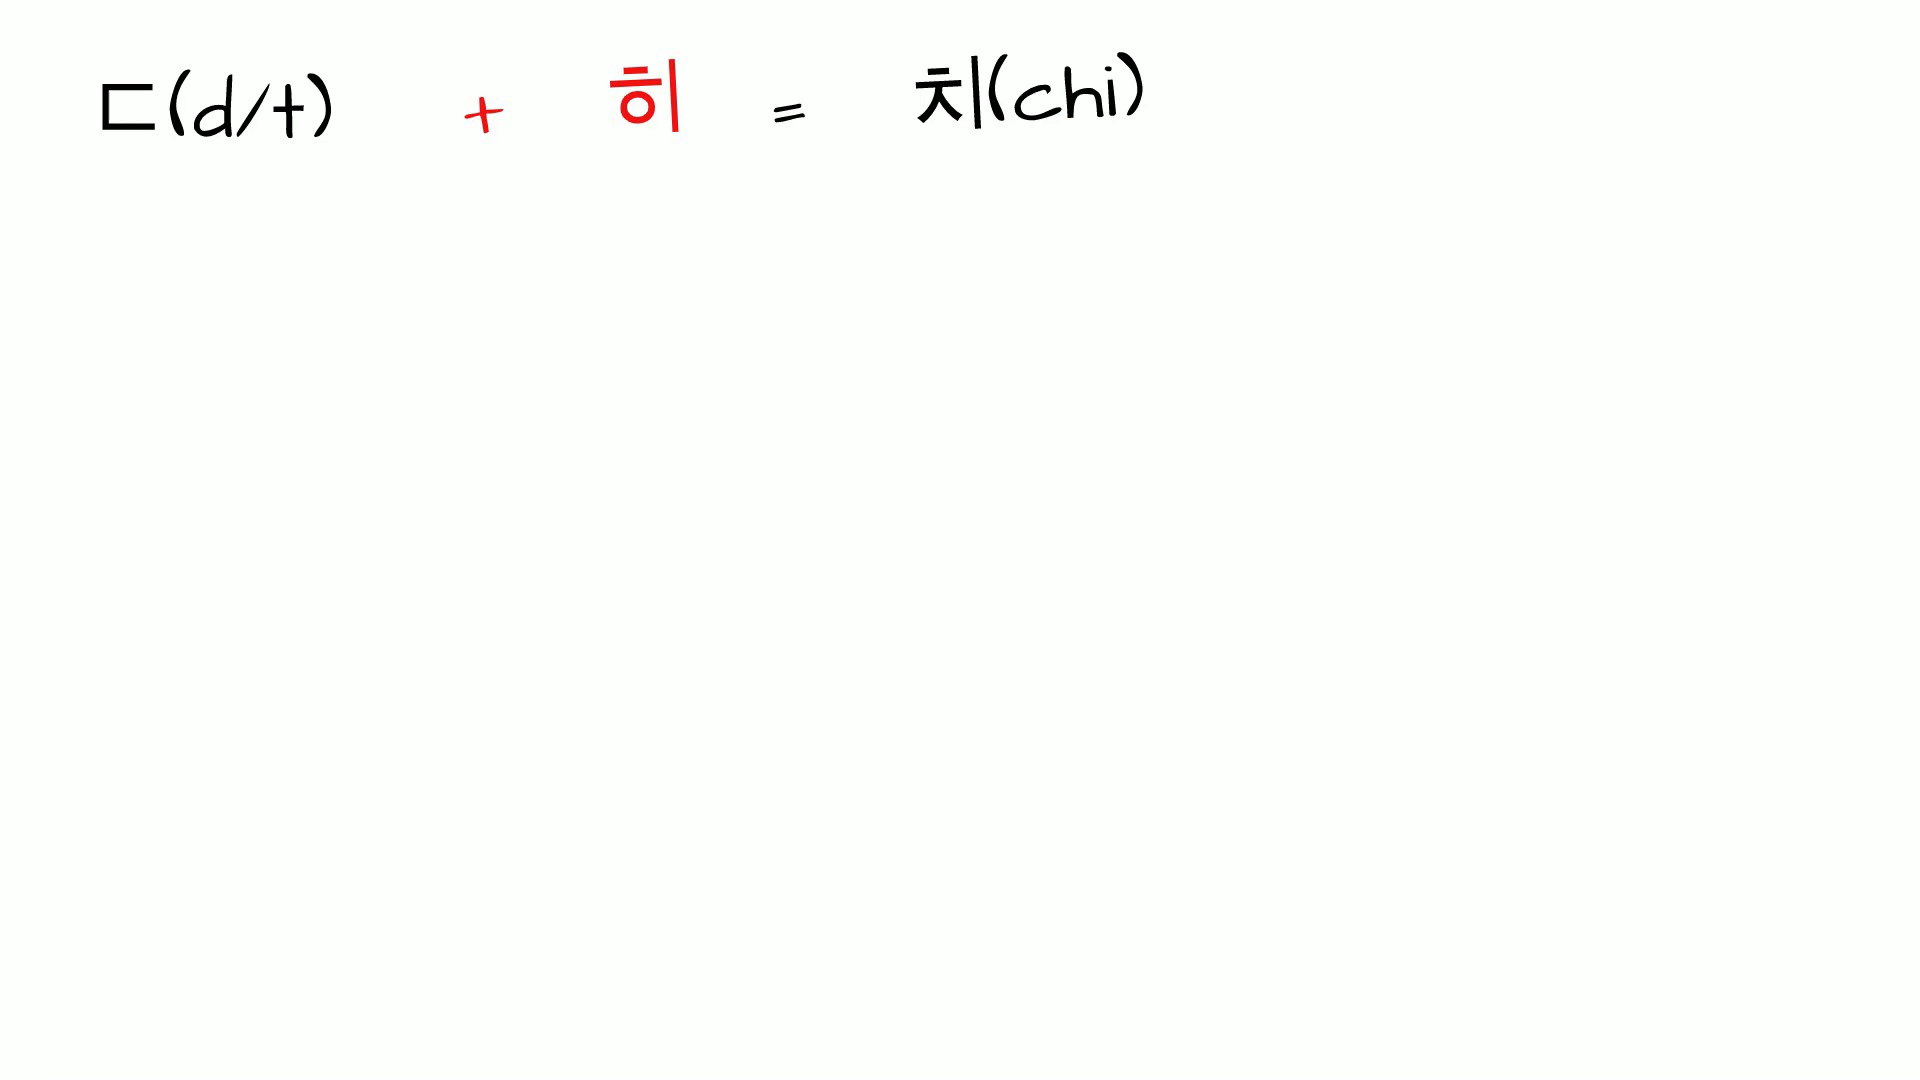 ㄷ(d/t) + 히 = 치(chi)